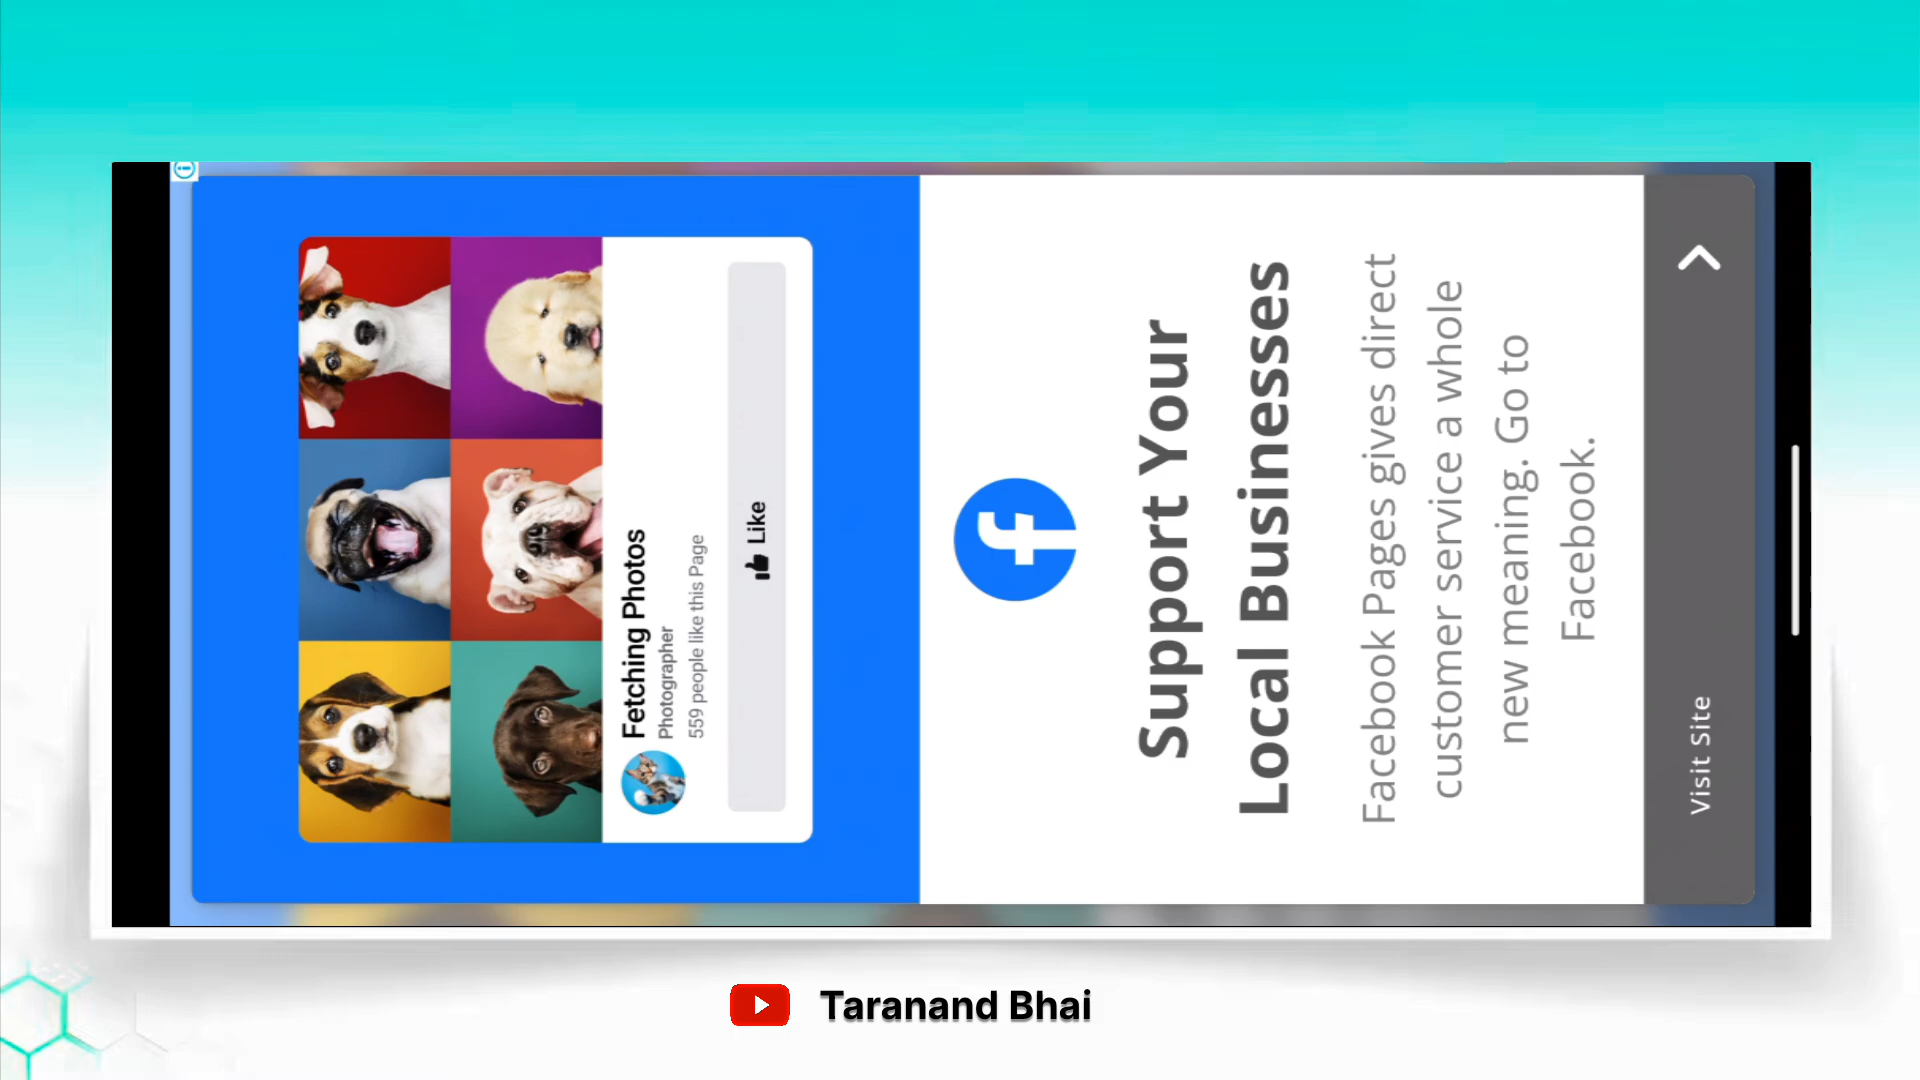 Fetching Photos
Photographer
559 people like this Page
Like
Support Your
Local Businesses
Facebook Pages gives direct
customer service a whole
new meaning. Go to
Facebook.
Visit Site
Taranand Bhai